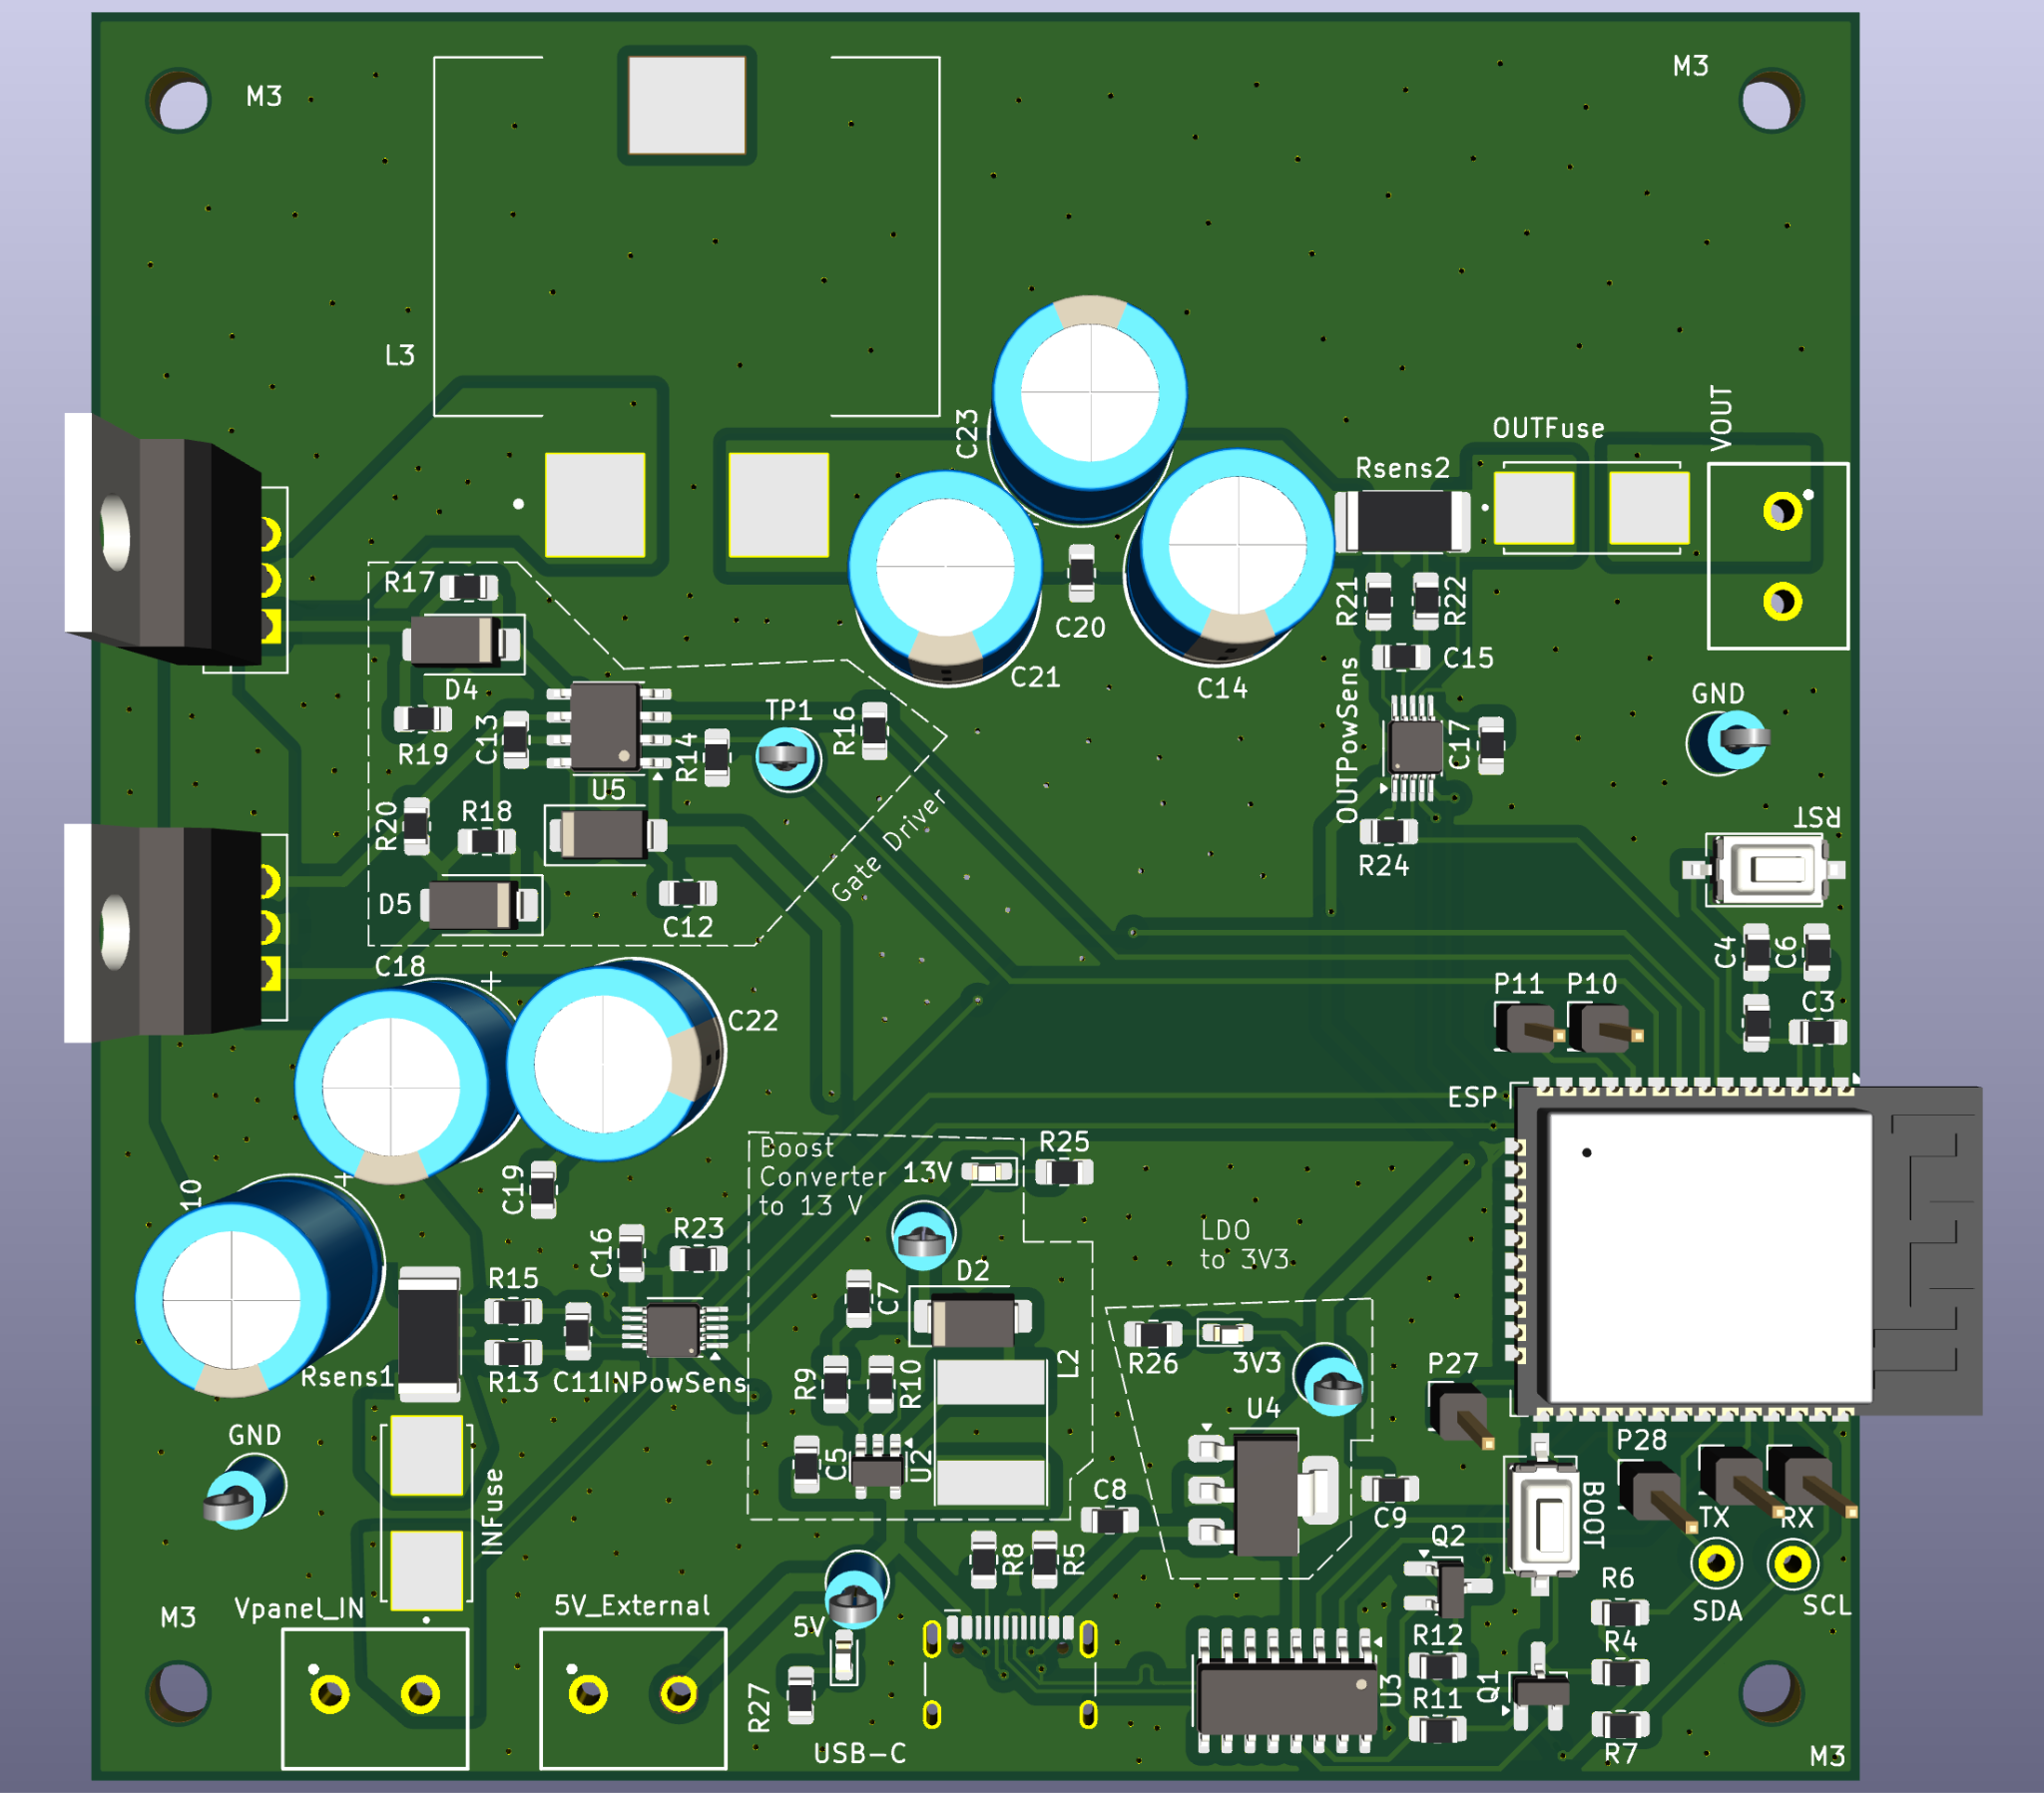 M3
M3
L3
C23
OUTFuse
VOUT
Rsens2
R17
R21
R22
C20
C15
C21
C14
D4
OUTPowSens
GND
TP1
R16
R19
C13
R14
C17
U5
R18
R20
RST
Gate Driver
R24
D5
C12
C4
C6
C18
+
P11
P10
C3
C22
ESP
Boost
Converter
to 13 V
13V
R25
C19
10
+
C16
R23
LDO
to 3V3
R15
C7
D2
L2
R26
3V3
P27
Rsens1
R13
C11
INPowSens
R9
R10
U4
GND
C5
U2
P28
INFuse
C8
C9
BOOT
TX
RX
Q2
R8
R5
R6
Vpanel_IN
5V_External
M3
5V
SDA
SCL
R12
R4
R27
U3
Q1
R11
USB-C
R7
M3